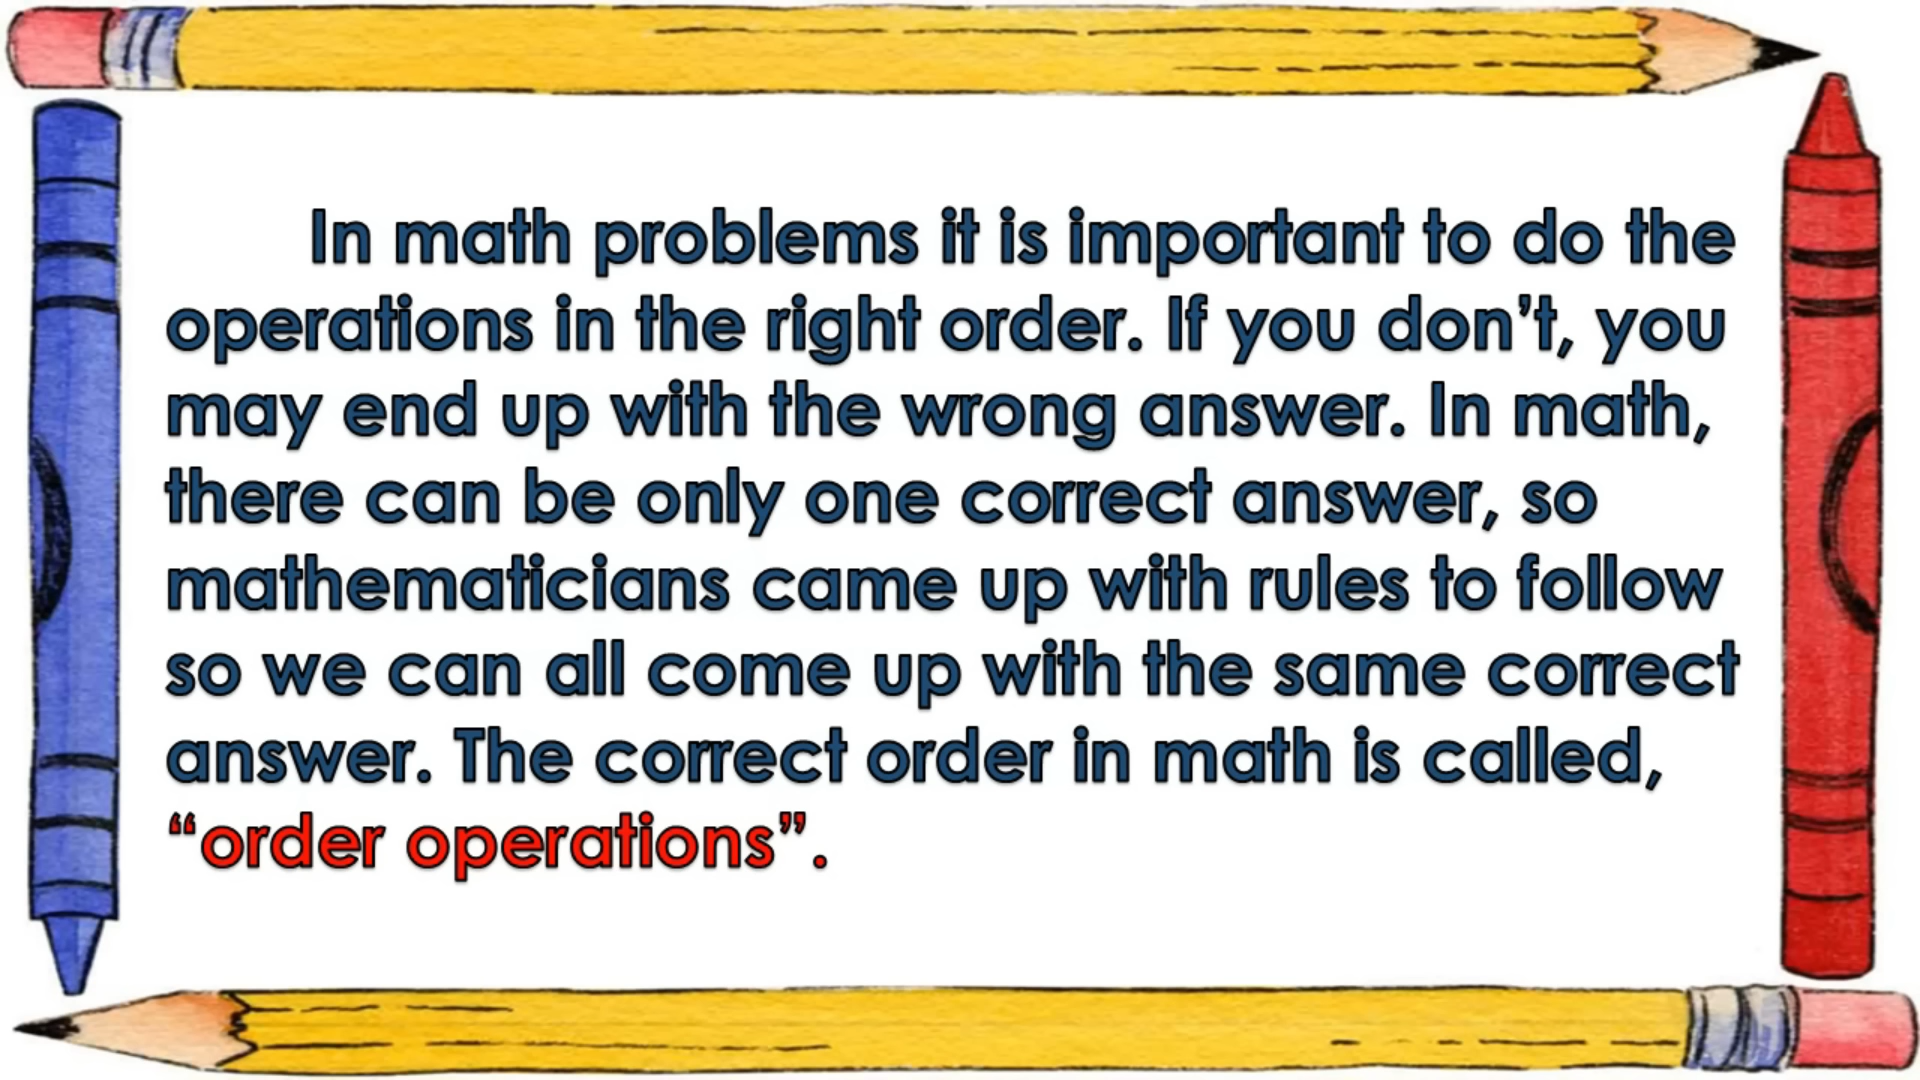 In math problems it is important to do the
operations in the right order. If you don’t, you
may end up with the wrong answer. In math,
there can be only one correct answer, so
mathematicians came up with rules to follow
so we can all come up with the same correct
answer. The correct order in math is called,
“order operations”.